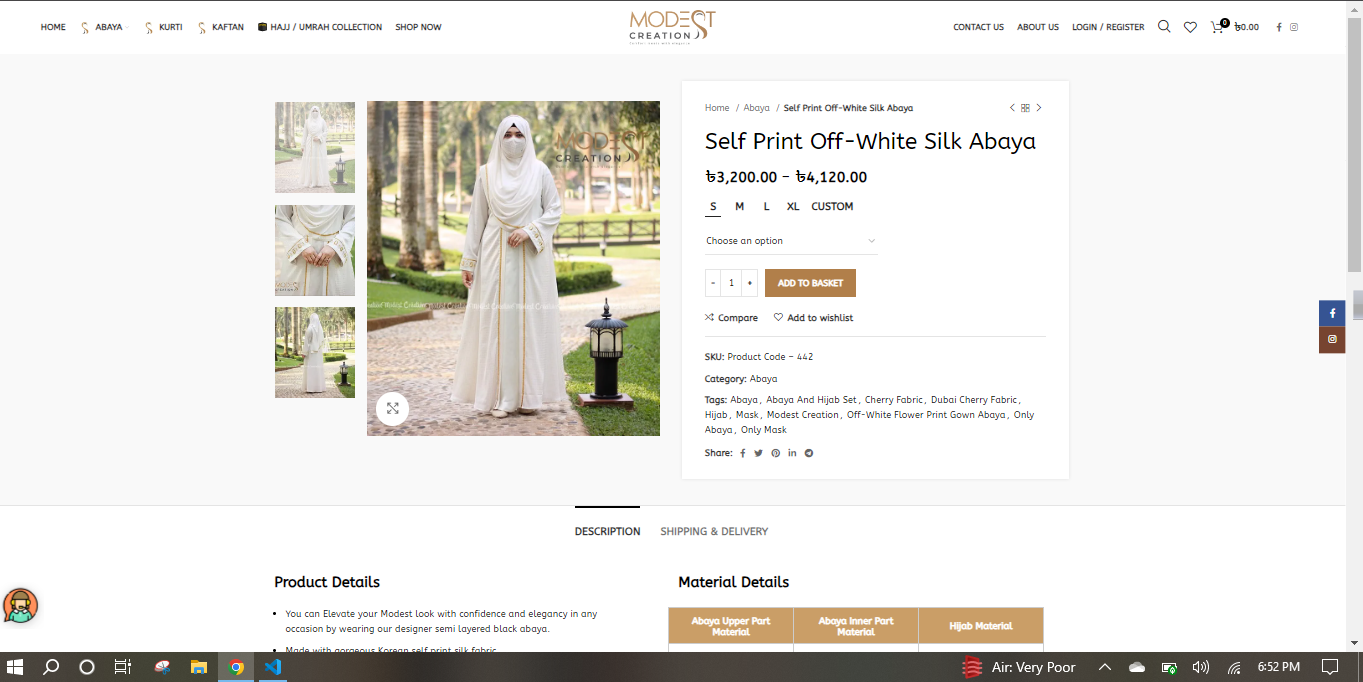 HOME ABAYA KURTI KAFTAN HAJJ / UMRAH COLLECTION SHOP NOW
MODEST
CREATION
CONTACT US ABOUT US LOGIN / REGISTER 0 ৳0.00
Home / Abaya / Self Print Off-White Silk Abaya
Self Print Off-White Silk Abaya
৳3,200.00 – ৳4,120.00
S M L XL CUSTOM
Choose an option
- 1 + ADD TO BASKET
Compare Add to wishlist
SKU: Product Code – 442
Category: Abaya
Tags: Abaya, Abaya And Hijab Set, Cherry Fabric, Dubai Cherry Fabric,
Hijab, Mask, Modest Creation, Off-White Flower Print Gown Abaya, Only
Abaya, Only Mask
Share:
MODEST
CREATION
DESCRIPTION SHIPPING & DELIVERY
Product Details
You can Elevate your Modest look with confidence and elegancy in any
occasion by wearing our designer semi layered black abaya.
Made with gorgeous Korean self print silk fabric
Material Details
Abaya Upper Part
Material
Abaya Inner Part
Material
Hijab Material
Air: Very Poor 6:52 PM